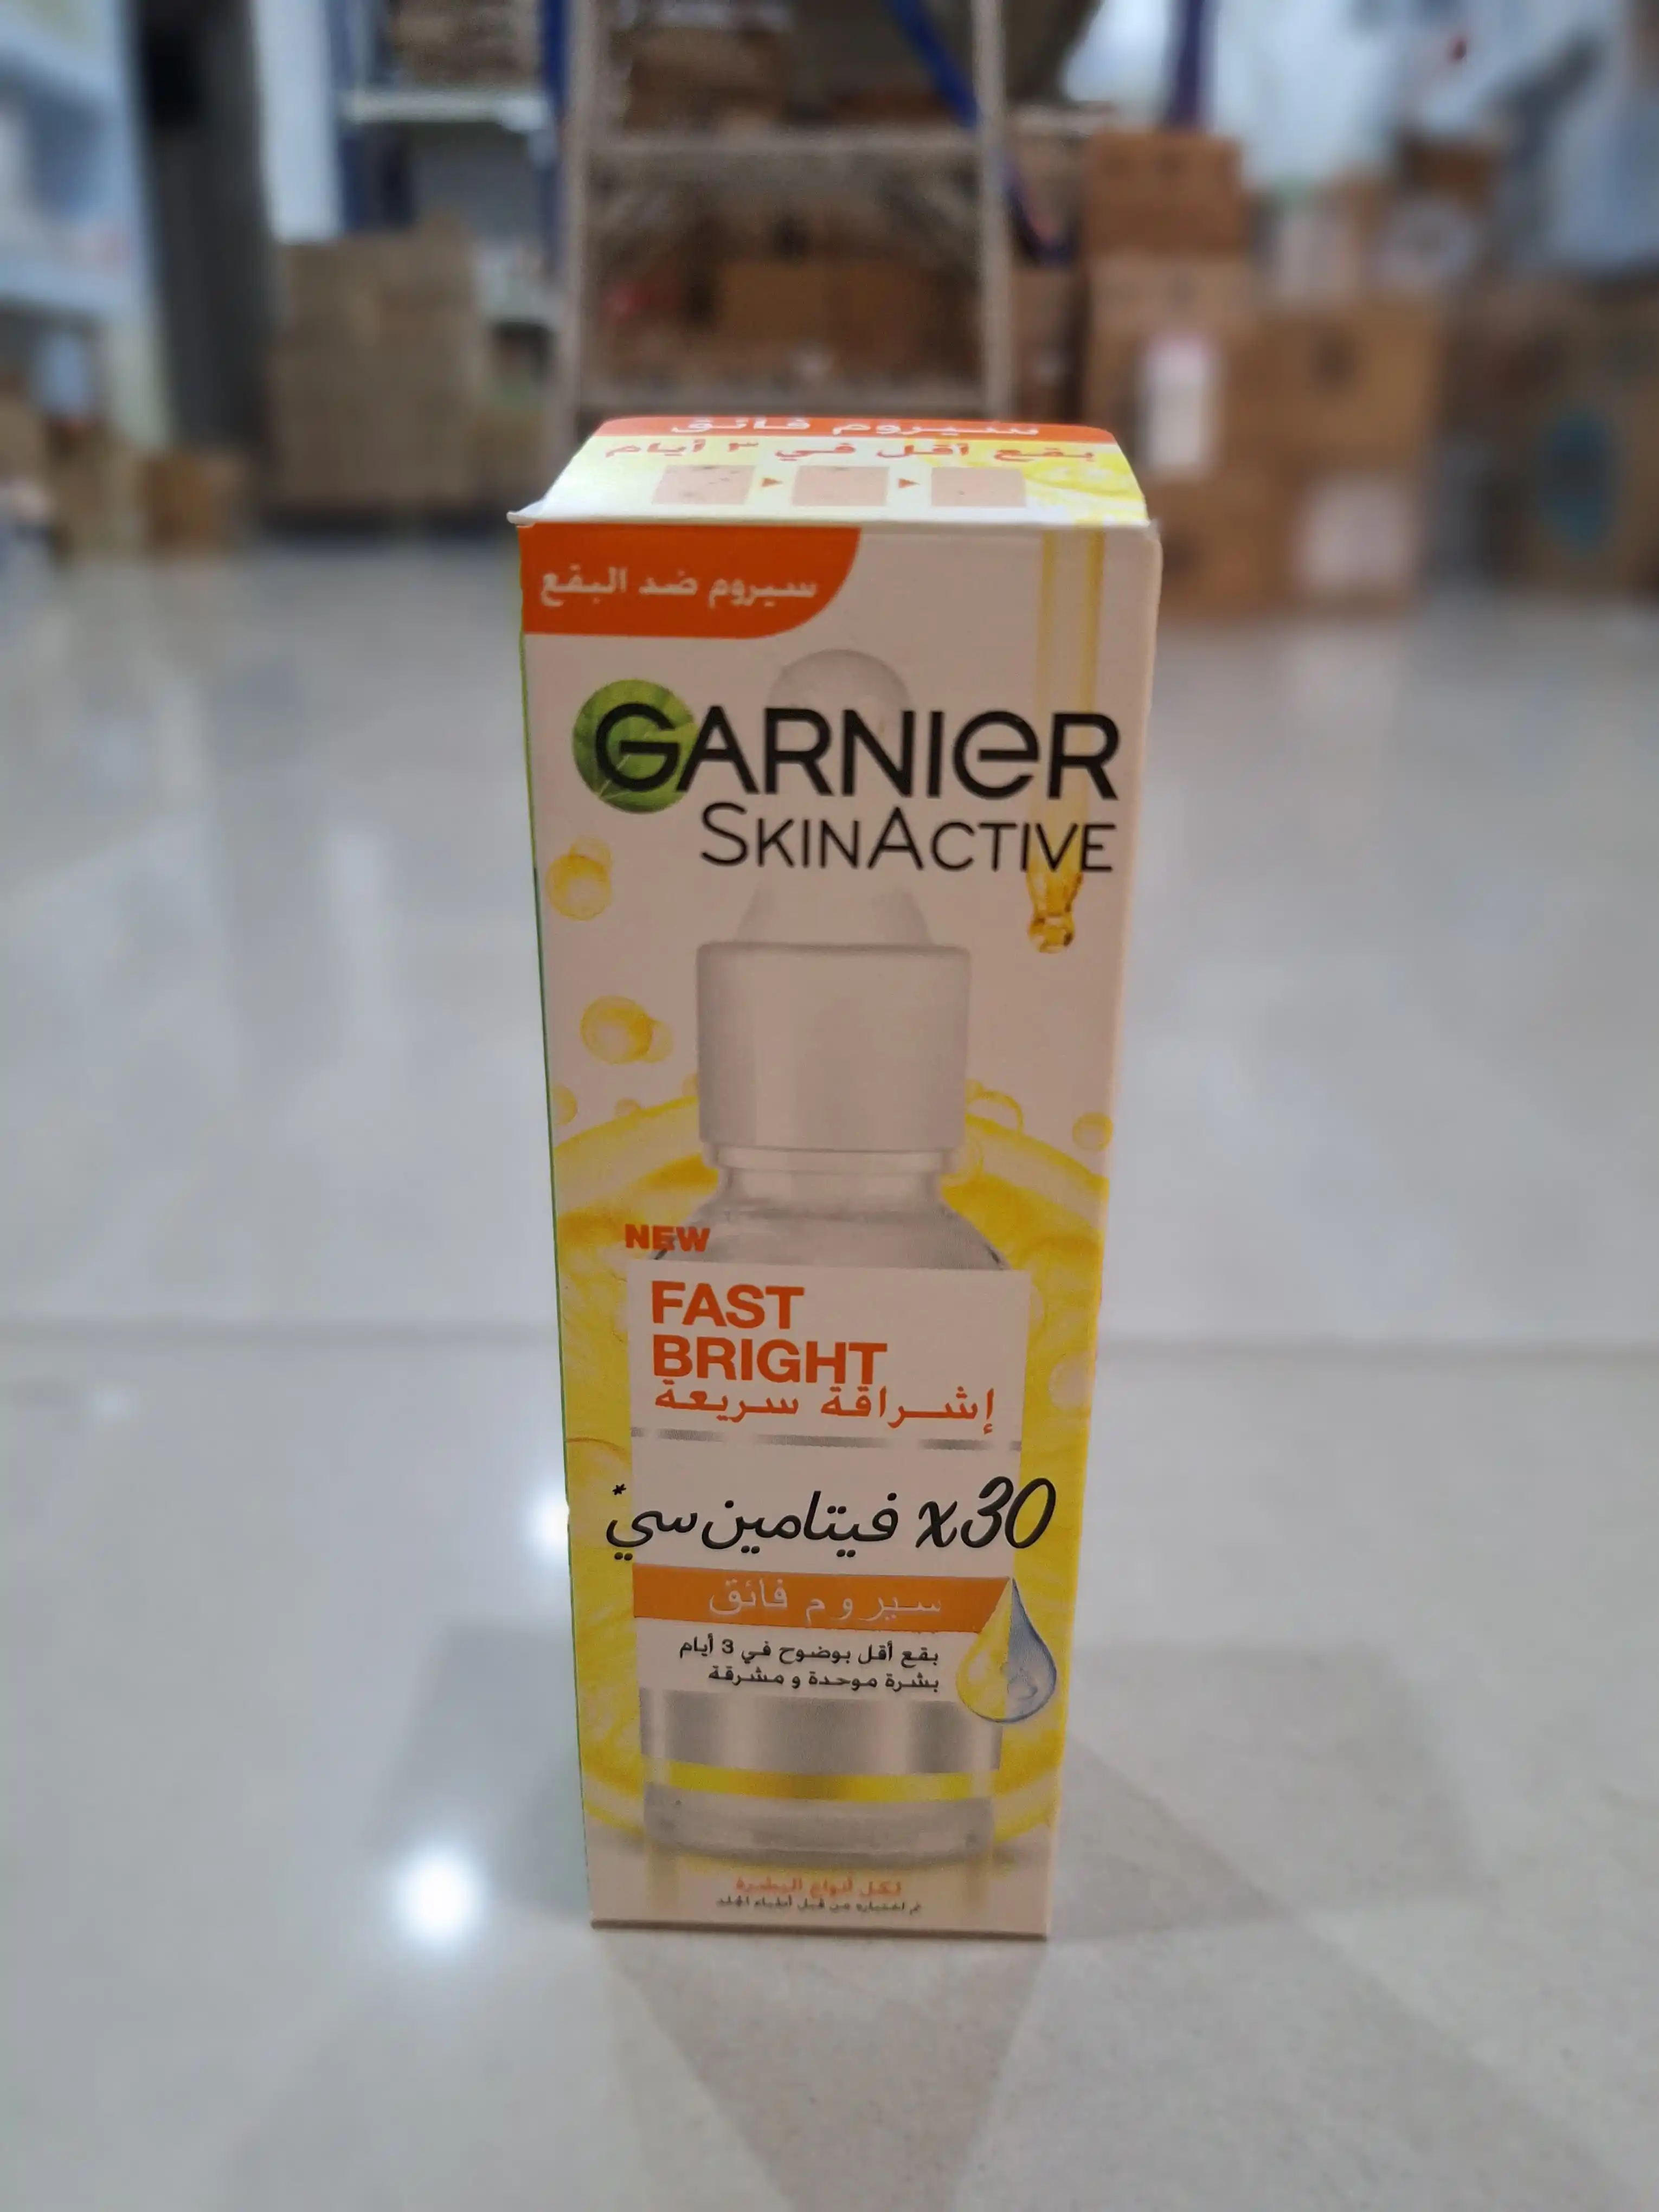 سيروم فائق
بقع أقل في ٣ أيام
سيروم ضد البقع
GARNIER
SKINACTIVE
NEW
FAST
BRIGHT
إشراقة سريعة
x30 فيتامين سي*
سيروم فائق
بقع أقل بوضوح في 3 أيام
بشرة موحدة و مشرقة
لكل أنواع البشرة
تم اختباره من قبل أطباء الجلد